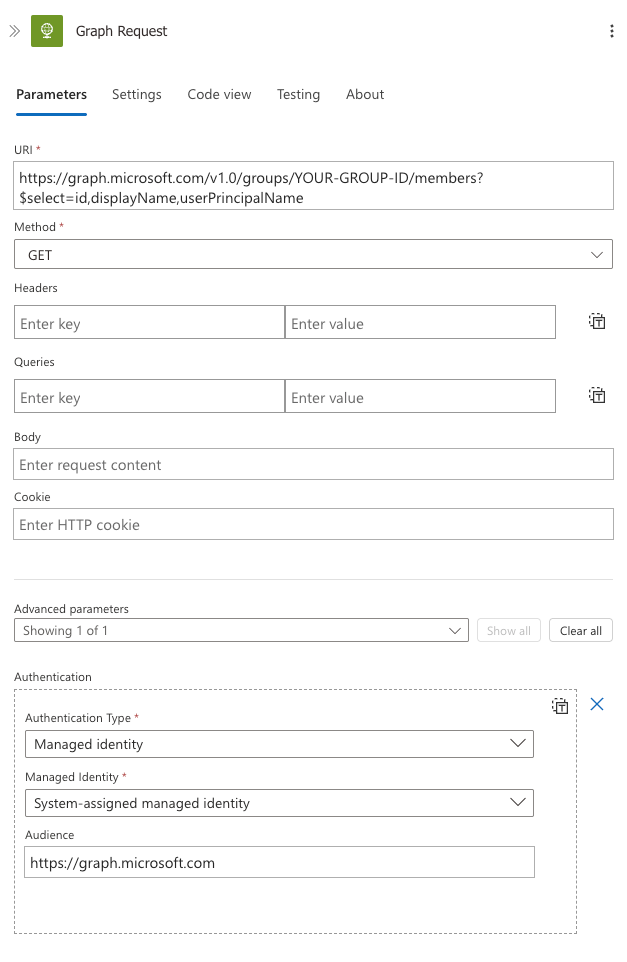 Graph Request
Parameters Settings Code view Testing About
URI *
https://graph.microsoft.com/v1.0/groups/YOUR-GROUP-ID/members?
$select=id,displayName,userPrincipalName
Method *
GET
Headers
Enter key Enter value
Queries
Enter key Enter value
Body
Enter request content
Cookie
Enter HTTP cookie
Advanced parameters
Showing 1 of 1 Show all Clear all
Authentication
Authentication Type *
Managed identity
Managed Identity *
System-assigned managed identity
Audience
https://graph.microsoft.com